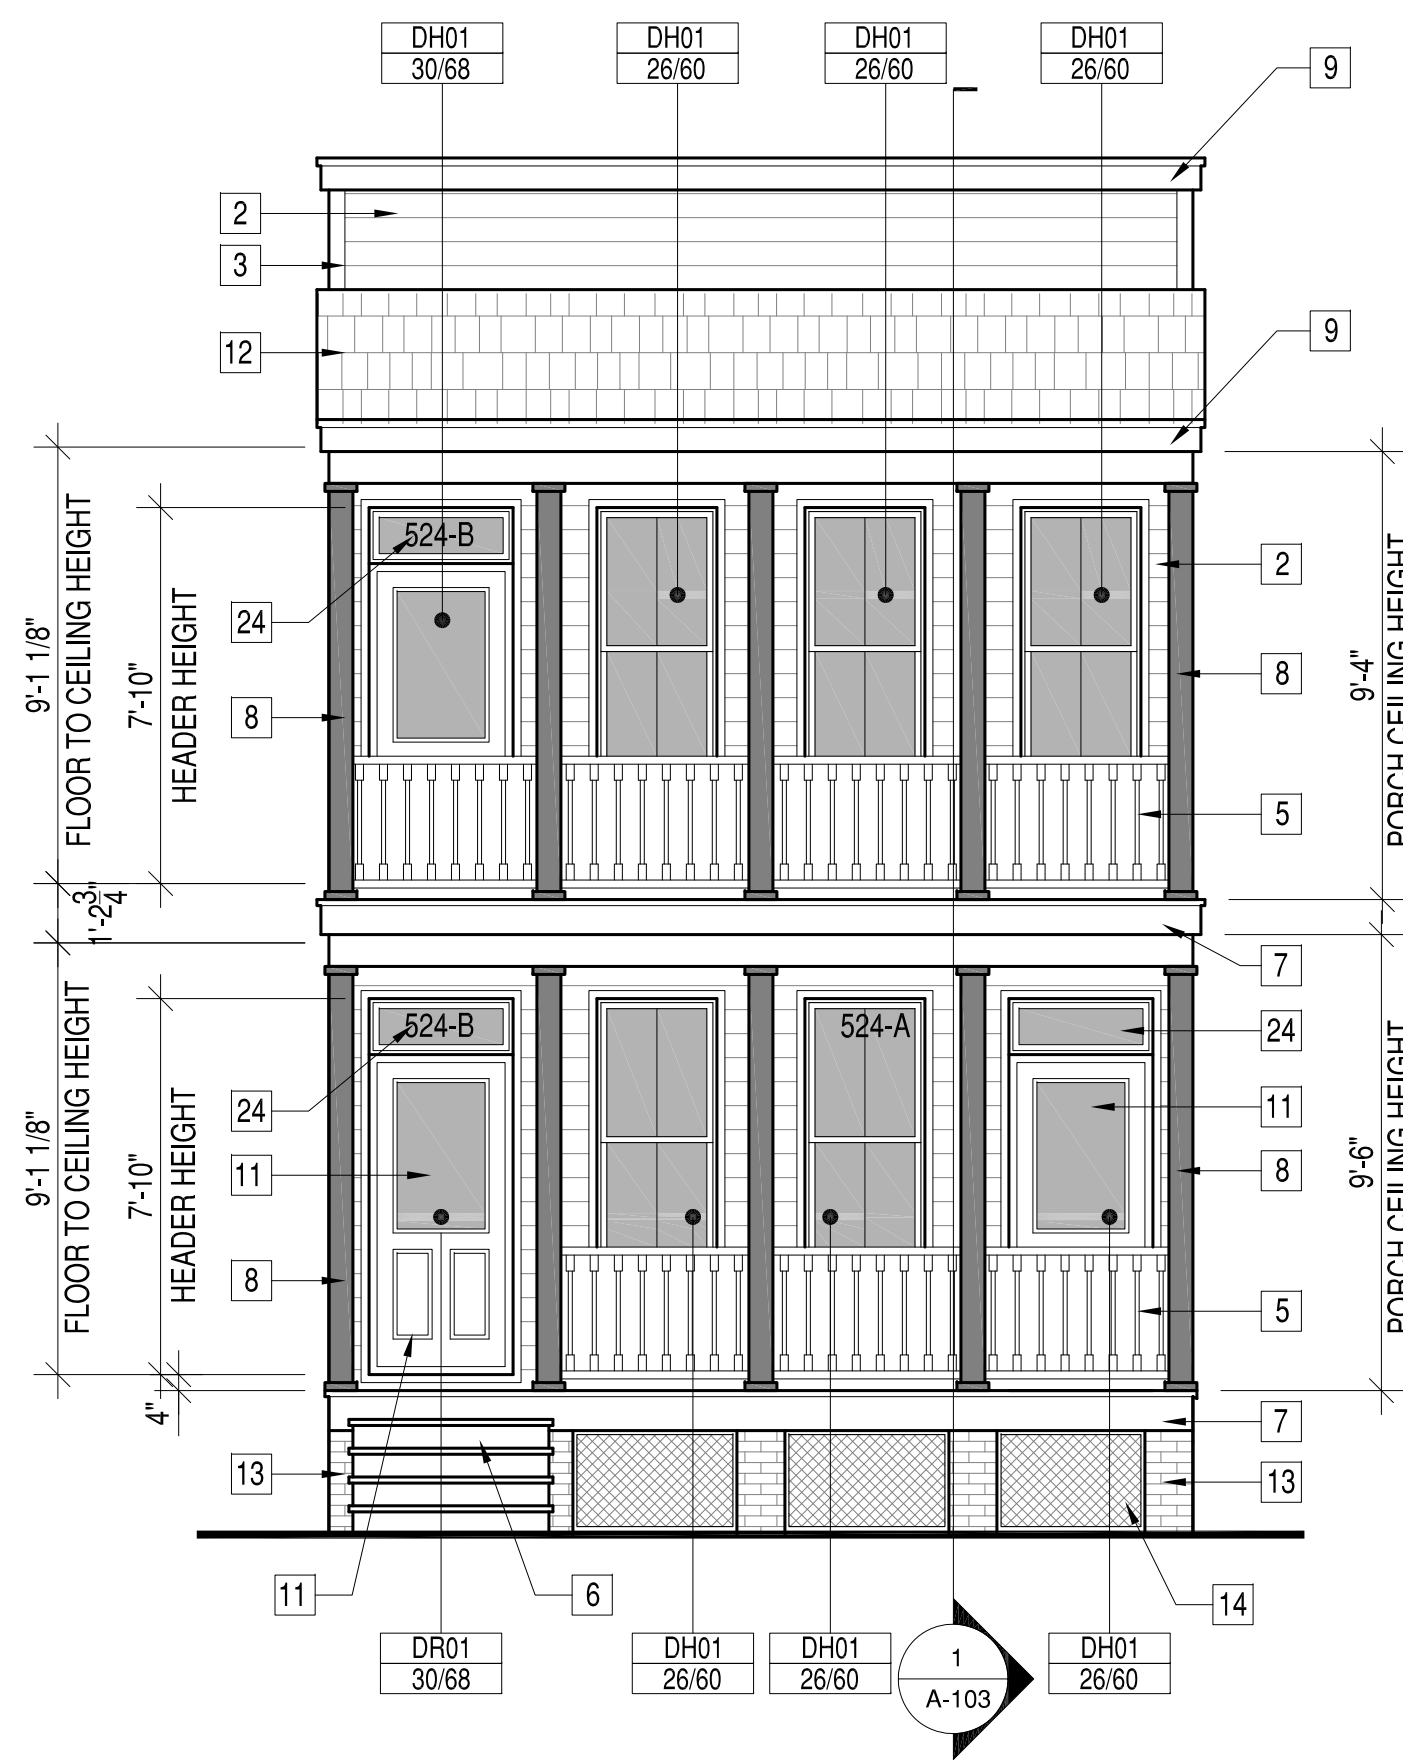 DH01
30/68
DH01
26/60
DH01
26/60
DH01
26/60
9
2
3
12
9
524-B
24
8
2
8
5
9'-1 1/8"
FLOOR TO CEILING HEIGHT
7'-10"
HEADER HEIGHT
9'-4"
PORCH CEILING HEIGHT
1'-2 3/4"
7
524-B
524-A
24
24
11
11
8
8
5
9'-1 1/8"
FLOOR TO CEILING HEIGHT
7'-10"
HEADER HEIGHT
9'-6"
PORCH CEILING HEIGHT
4"
7
13
13
11
6
14
DR01
30/68
DH01
26/60
DH01
26/60
1
A-103
DH01
26/60